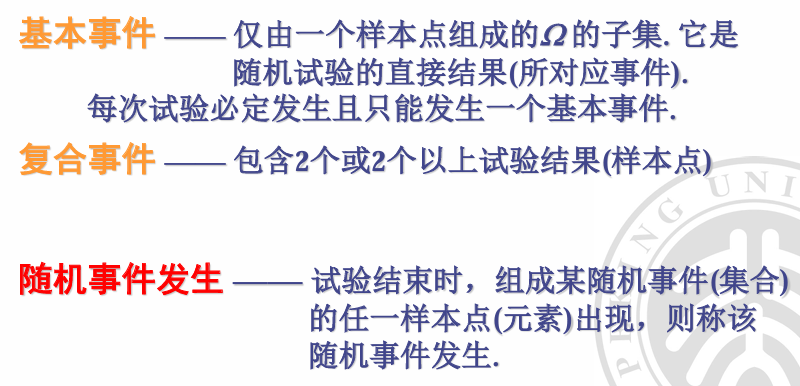 基本事件 —— 仅由一个样本点组成的Ω的子集. 它是
随机试验的直接结果(所对应事件).
每次试验必定发生且只能发生一个基本事件.
复合事件 —— 包含2个或2个以上试验结果(样本点)
随机事件发生 —— 试验结束时，组成某随机事件(集合)
的任一样本点(元素)出现，则称该
随机事件发生.
PEKING UNI